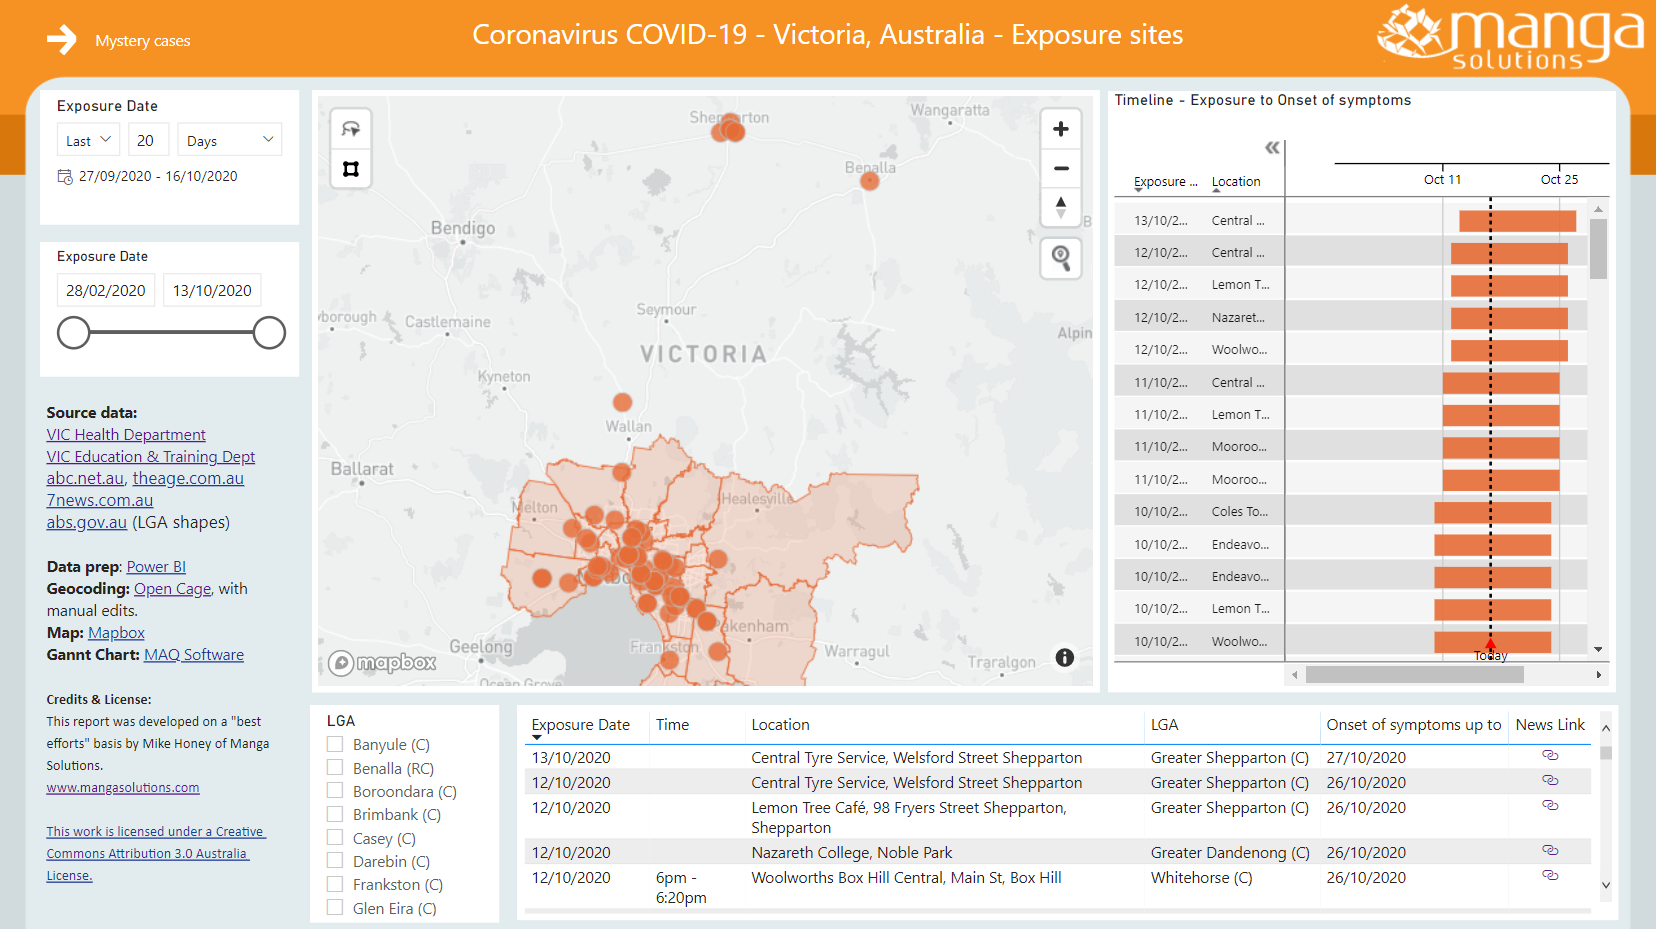 Mystery cases
Coronavirus COVID-19 - Victoria, Australia - Exposure sites
manga
solutions
Exposure Date
Last
20
Days
27/09/2020 - 16/10/2020
Exposure Date
28/02/2020
13/10/2020
Source data:
VIC Health Department
VIC Education & Training Dept
abc.net.au, theage.com.au
7news.com.au
abs.gov.au (LGA shapes)
Data prep: Power BI
Geocoding: Open Cage, with
manual edits.
Map: Mapbox
Gannt Chart: MAQ Software
Credits & License:
This report was developed on a "best
efforts" basis by Mike Honey of Manga
Solutions.
www.mangasolutions.com
This work is licensed under a Creative
Commons Attribution 3.0 Australia
License.
Wangaratta
Benalla
Bendigo
Seymour
yborough
Castlemaine
Alpin
VICTORIA
Kyneton
Wallan
Ballarat
Healesville
Melton
Geelong
akenham
Warragul
Traralgon
Ocean Grove
mapbox
Timeline - Exposure to Onset of symptoms
Exposure ... Location
Oct 11
Oct 25
13/10/2... Central ...
12/10/2... Central ...
12/10/2... Lemon T...
12/10/2... Nazaret...
12/10/2... Woolwo...
11/10/2... Central ...
11/10/2... Lemon T...
11/10/2... Mooroo...
11/10/2... Mooroo...
10/10/2... Coles To...
10/10/2... Endeavo...
10/10/2... Endeavo...
10/10/2... Lemon T...
10/10/2... Woolwo...
Today
LGA
Banyule (C)
Benalla (RC)
Boroondara (C)
Brimbank (C)
Casey (C)
Darebin (C)
Frankston (C)
Glen Eira (C)
Exposure Date Time Location LGA Onset of symptoms up to News Link
13/10/2020 Central Tyre Service, Welsford Street Shepparton Greater Shepparton (C) 27/10/2020
12/10/2020 Central Tyre Service, Welsford Street Shepparton Greater Shepparton (C) 26/10/2020
12/10/2020 Lemon Tree Café, 98 Fryers Street Shepparton, Greater Shepparton (C) 26/10/2020
Shepparton
12/10/2020 Nazareth College, Noble Park Greater Dandenong (C) 26/10/2020
12/10/2020 6pm - Woolworths Box Hill Central, Main St, Box Hill Whitehorse (C) 26/10/2020
6:20pm